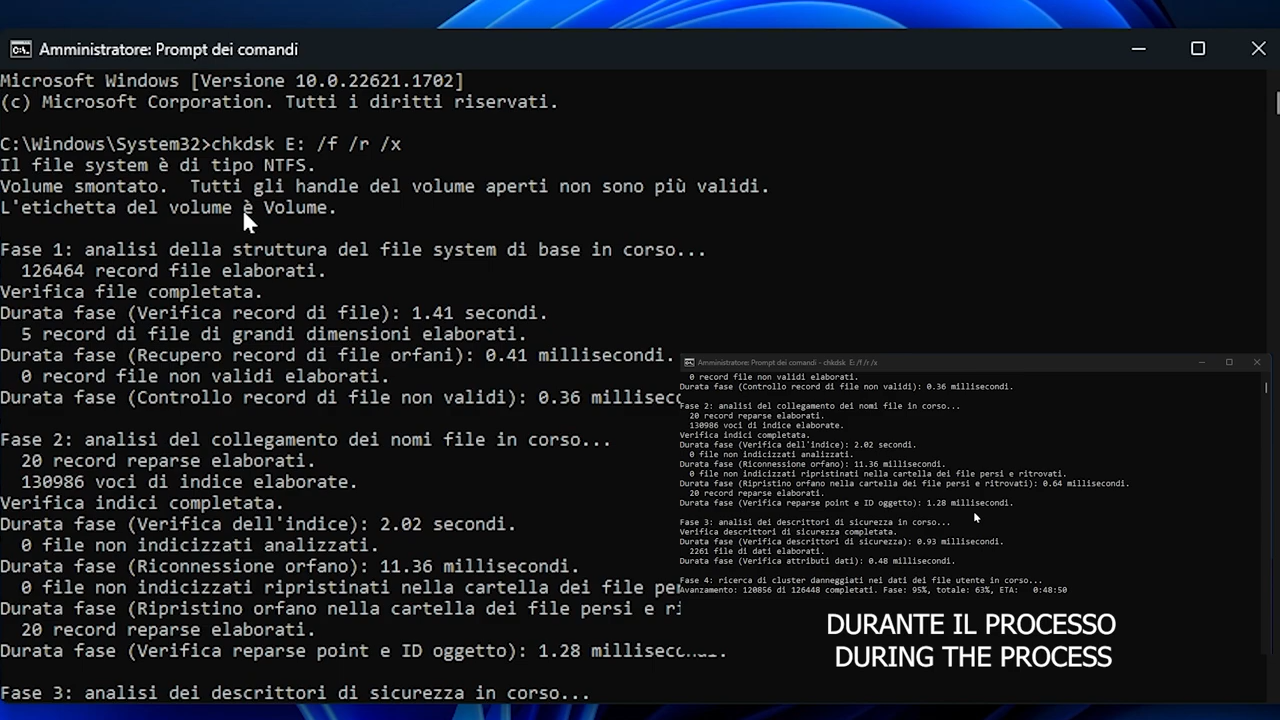 Amministratore: Prompt dei comandi
Microsoft Windows [Versione 10.0.22621.1702]
(c) Microsoft Corporation. Tutti i diritti riservati.
C:\Windows\System32>chkdsk E: /f /r /x
Il file system è di tipo NTFS.
Volume smontato.  Tutti gli handle del volume aperti non sono più validi.
L'etichetta del volume è Volume.
Fase 1: analisi della struttura del file system di base in corso...
126464 record file elaborati.
Verifica file completata.
Durata fase (Verifica record di file): 1.41 secondi.
5 record di file di grandi dimensioni elaborati.
Durata fase (Recupero record di file orfani): 0.41 millisecondi.
0 record file non validi elaborati.
Durata fase (Controllo record di file non validi): 0.36 millisecc
Fase 2: analisi del collegamento dei nomi file in corso...
20 record reparse elaborati.
130986 voci di indice elaborate.
Verifica indici completata.
Durata fase (Verifica dell'indice): 2.02 secondi.
0 file non indicizzati analizzati.
Durata fase (Riconnessione orfano): 11.36 millisecondi.
0 file non indicizzati ripristinati nella cartella dei file per
Durata fase (Ripristino orfano nella cartella dei file persi e ri
20 record reparse elaborati.
Durata fase (Verifica reparse point e ID oggetto): 1.28 millisecondi.
Fase 3: analisi dei descrittori di sicurezza in corso...
Amministratore: Prompt dei comandi - chkdsk E: /f /r /x
0 record file non validi elaborati.
Durata fase (Controllo record di file non validi): 0.36 millisecondi.
Fase 2: analisi del collegamento dei nomi file in corso...
20 record reparse elaborati.
130986 voci di indice elaborate.
Verifica indici completata.
Durata fase (Verifica dell'indice): 2.02 secondi.
0 file non indicizzati analizzati.
Durata fase (Riconnessione orfano): 11.36 millisecondi.
0 file non indicizzati ripristinati nella cartella dei file persi e ritrovati.
Durata fase (Ripristino orfano nella cartella dei file persi e ritrovati): 0.64 millisecondi.
20 record reparse elaborati.
Durata fase (Verifica reparse point e ID oggetto): 1.28 millisecondi.
Fase 3: analisi dei descrittori di sicurezza in corso...
Verifica descrittori di sicurezza completata.
Durata fase (Verifica descrittori di sicurezza): 0.93 millisecondi.
2261 file di dati elaborati.
Durata fase (Verifica attributi dati): 0.48 millisecondi.
Fase 4: ricerca di cluster danneggiati nei dati dei file utente in corso...
Avanzamento: 120856 di 126448 completati. Fase: 95%, totale: 63%, ETA:   0:48:50
DURANTE IL PROCESSO
DURING THE PROCESS